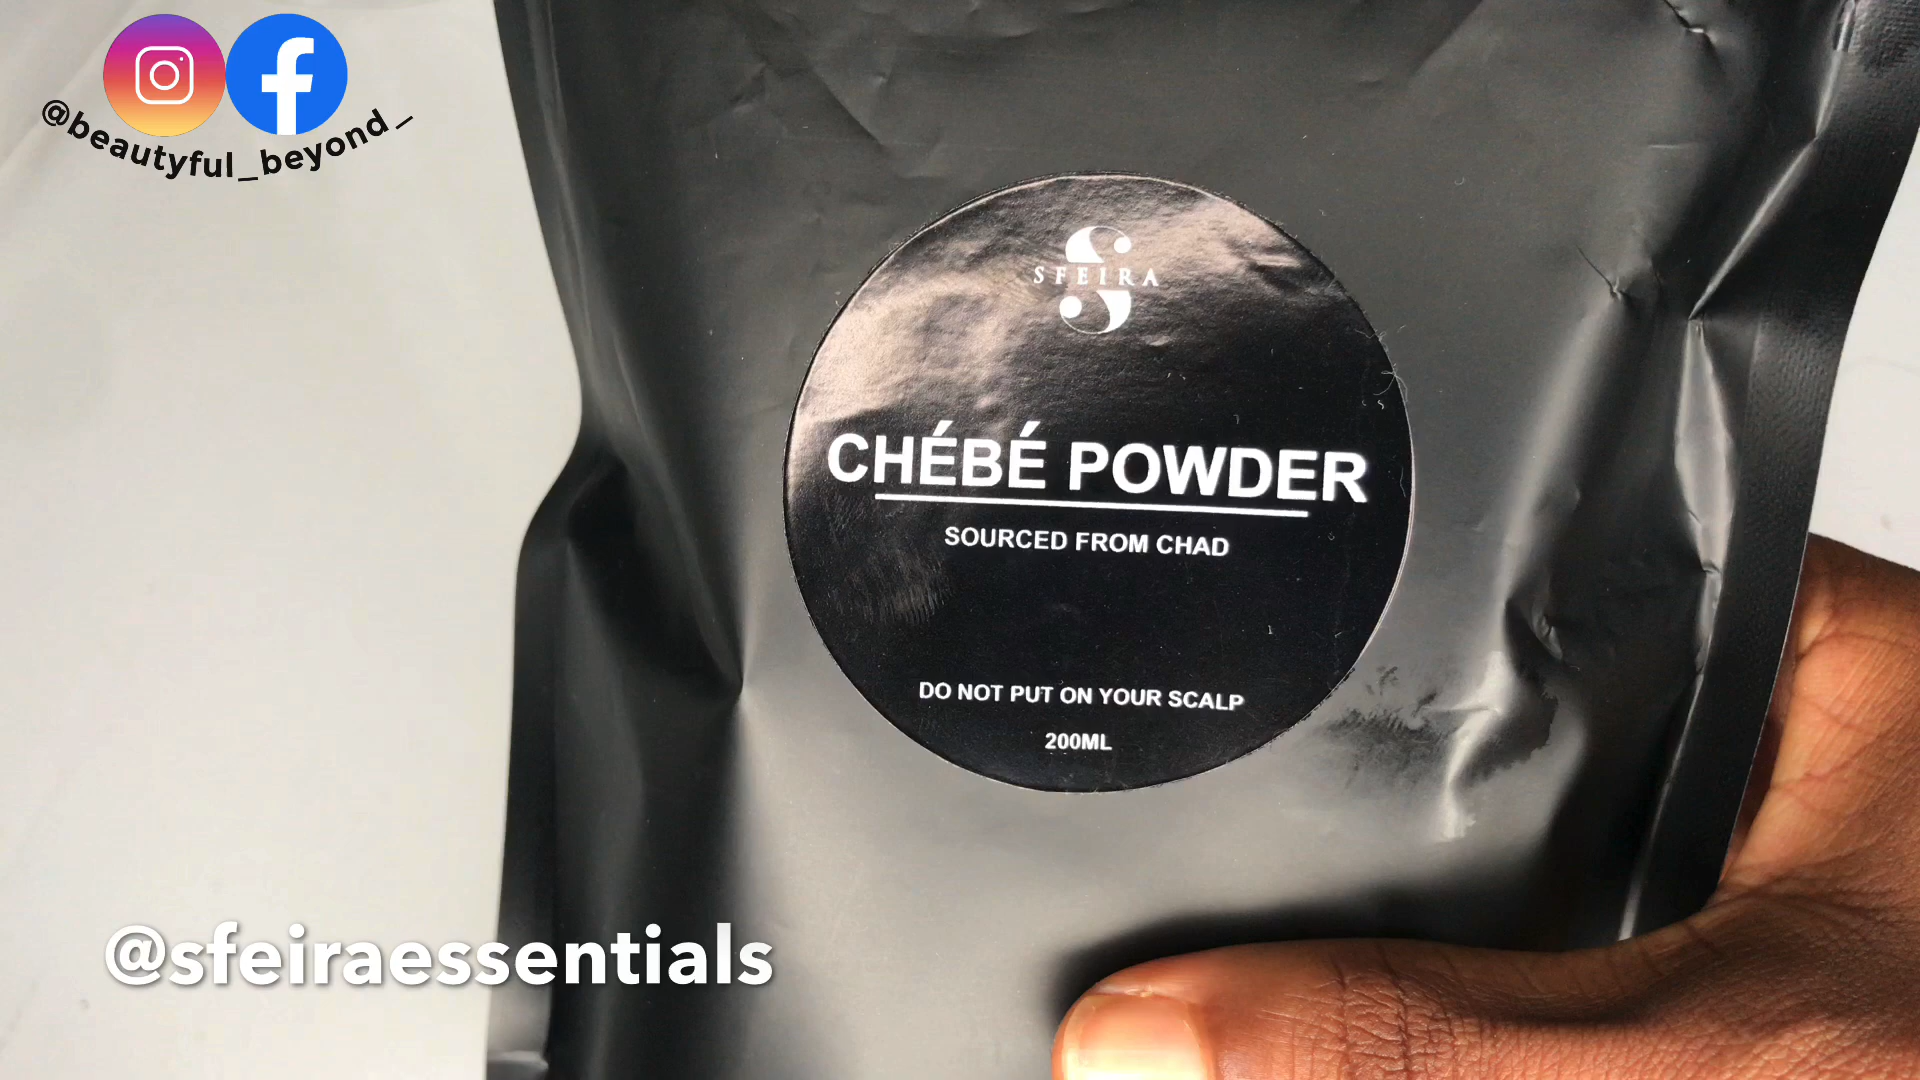 @beautyful_beyond_
SFEIRA
CHÉBÉ POWDER
SOURCED FROM CHAD
DO NOT PUT ON YOUR SCALP
200ML
@sfeiraessentials